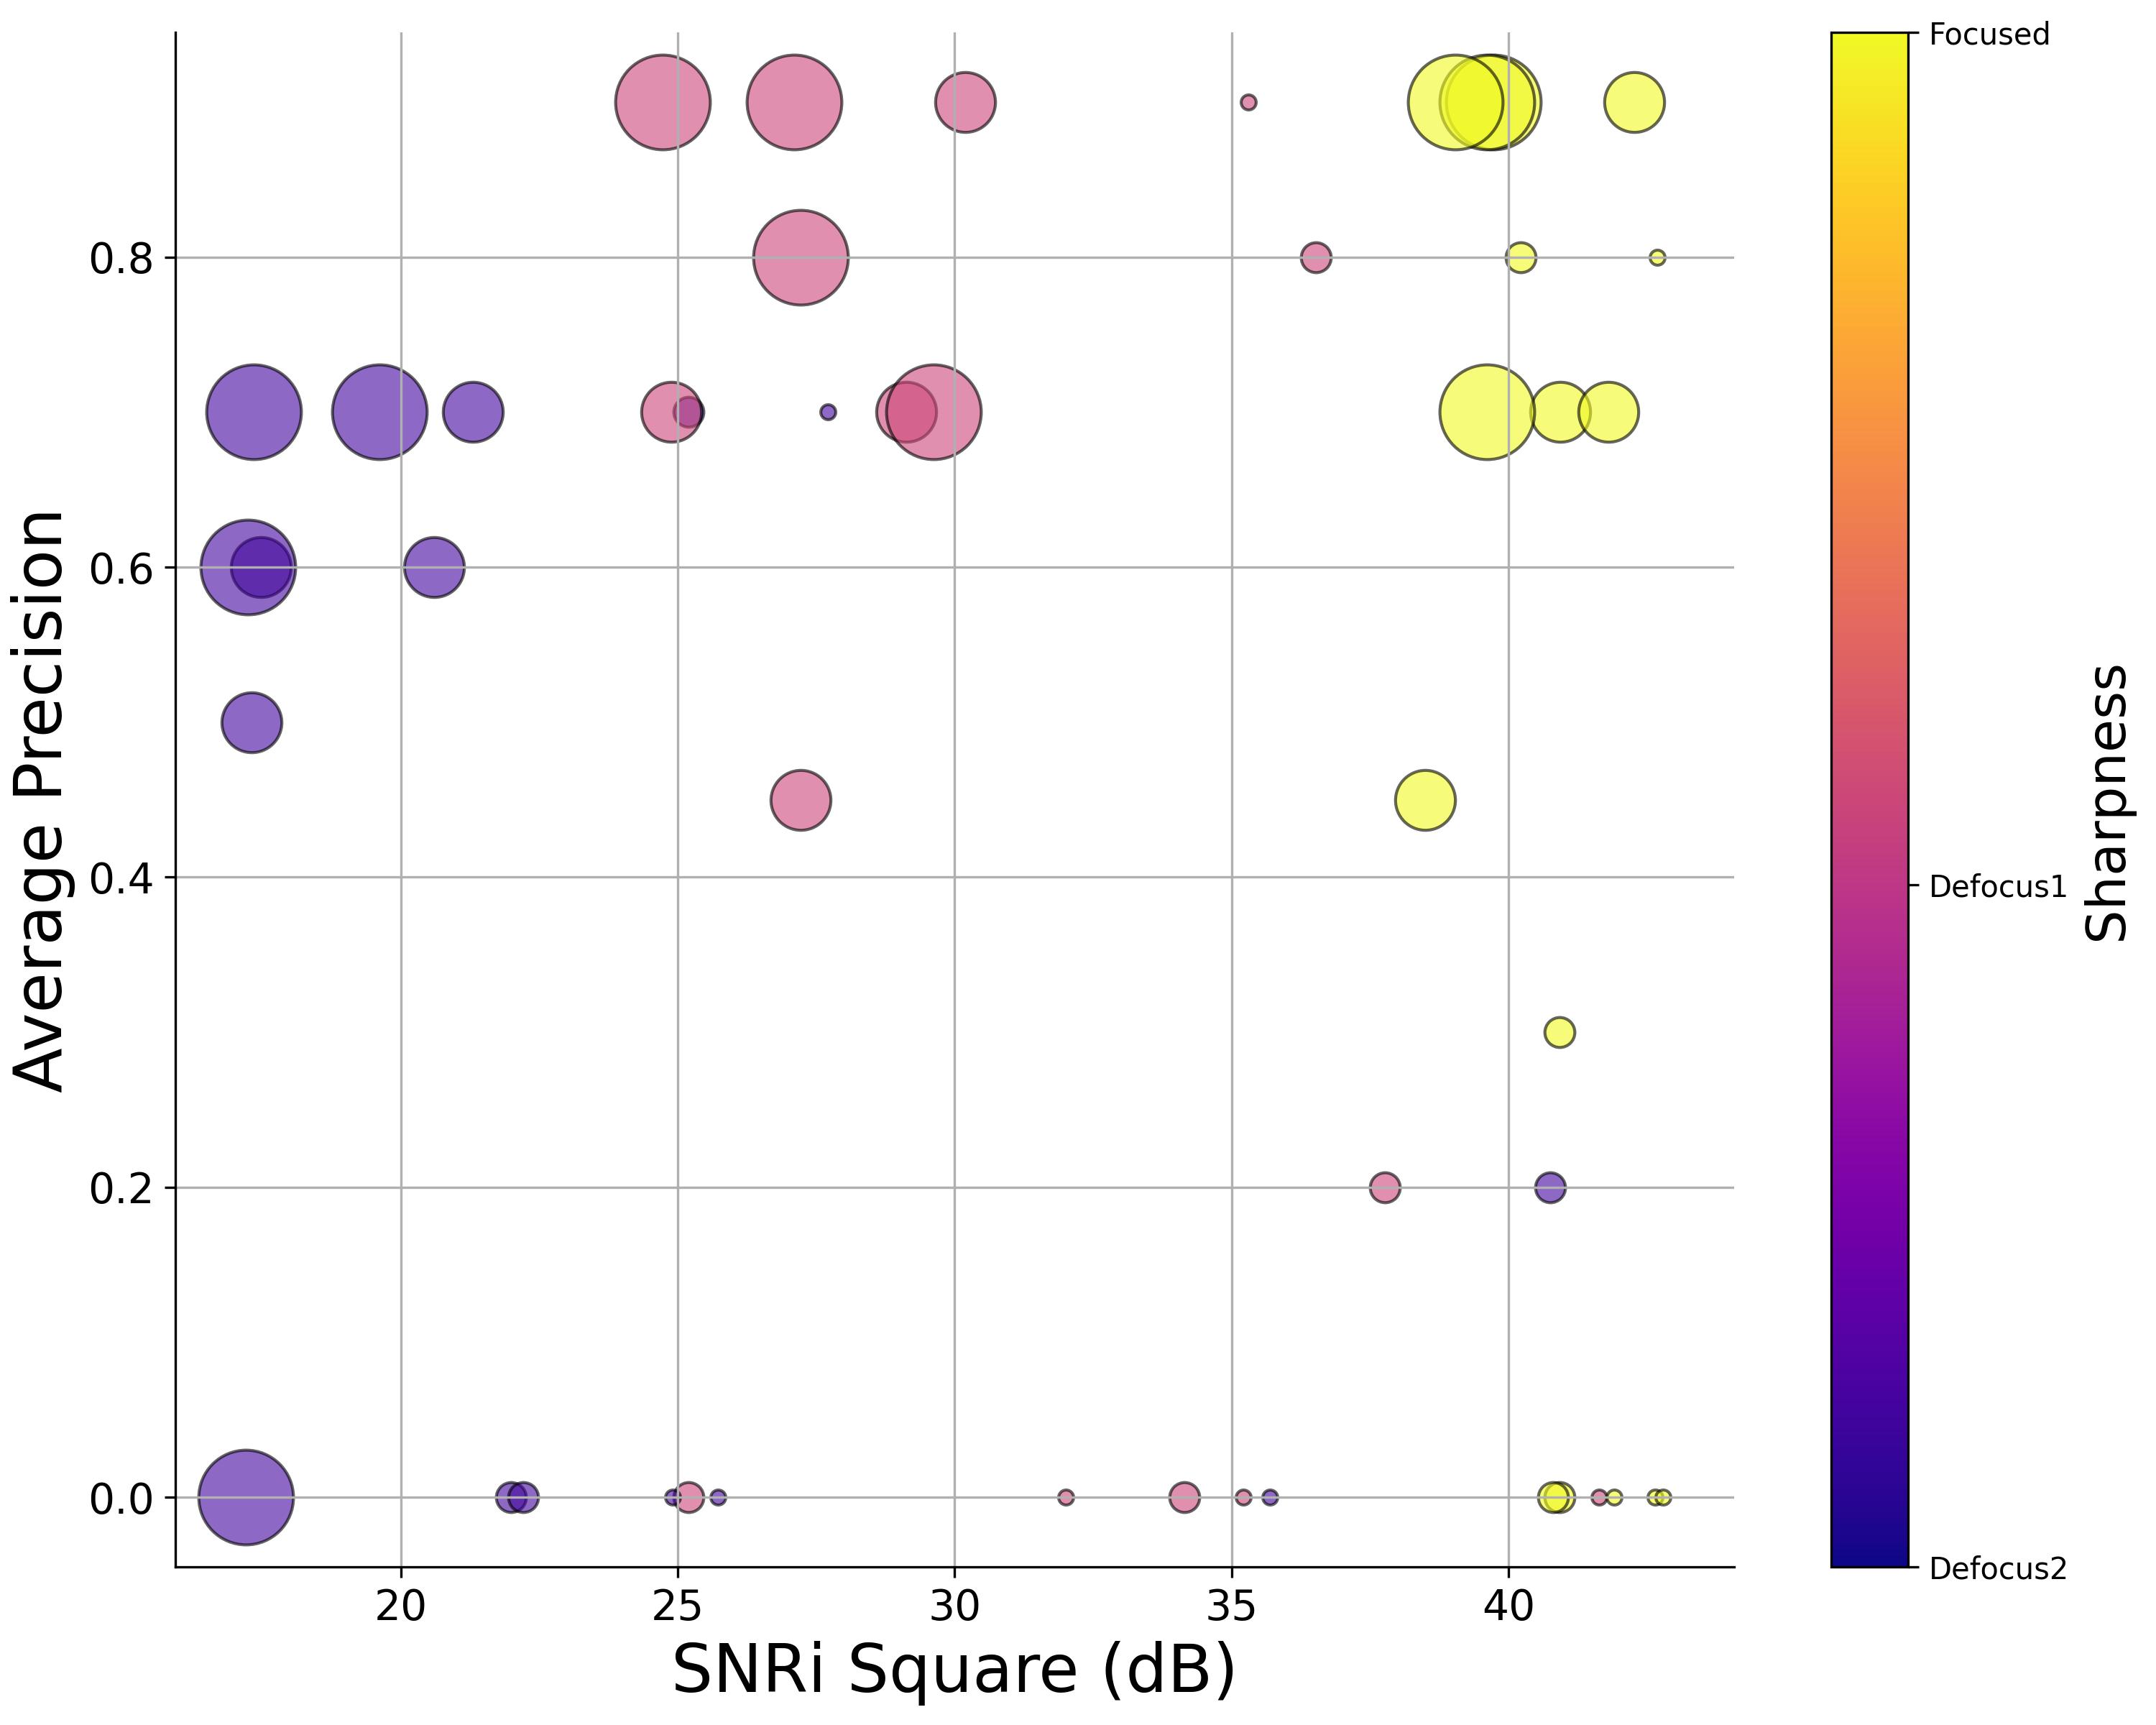 Average Precision
0.8
0.6
0.4
0.2
0.0
20 25 30 35 40
SNRi Square (dB)
Focused
Defocus1
Defocus2
Sharpness